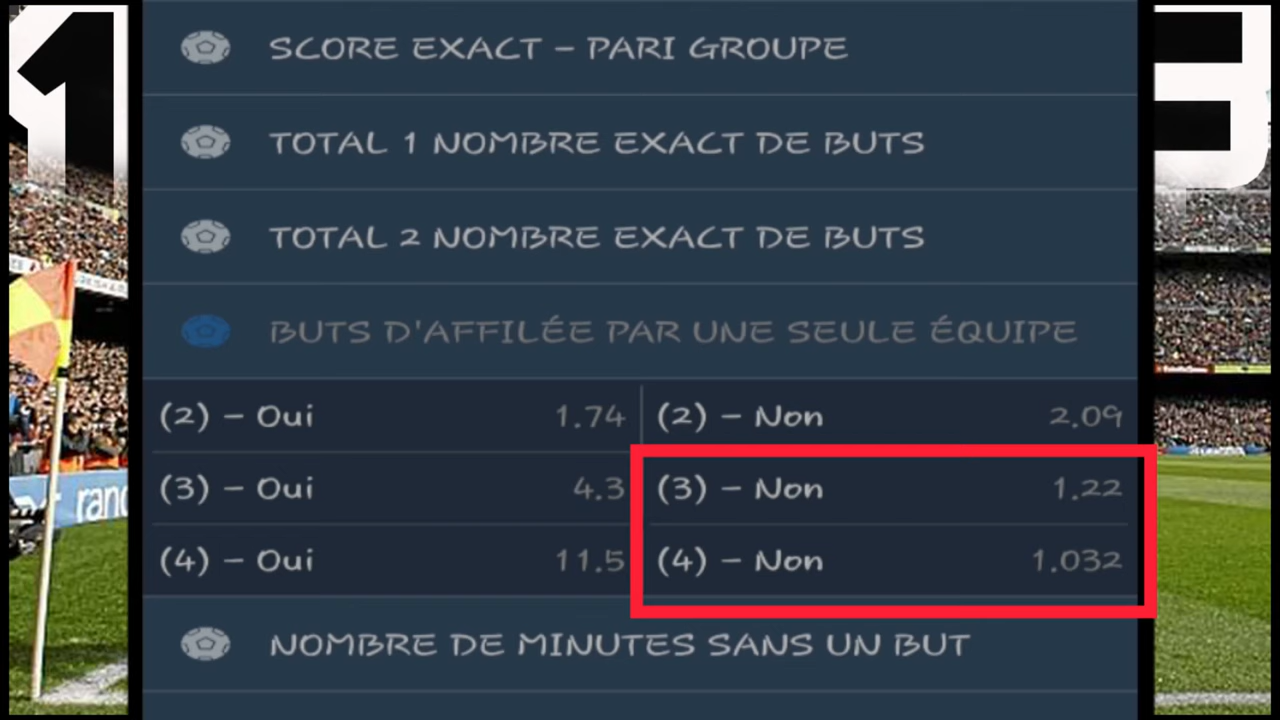 1
SCORE EXACT – PARI GROUPE
TOTAL 1 NOMBRE EXACT DE BUTS
TOTAL 2 NOMBRE EXACT DE BUTS
BUTS D'AFFILÉE PAR UNE SEULE ÉQUIPE
(2) – Oui 1.74 (2) – Non 2.09
(3) – Oui 4.3 (3) – Non 1.22
(4) – Oui 11.5 (4) – Non 1.032
NOMBRE DE MINUTES SANS UN BUT
rand